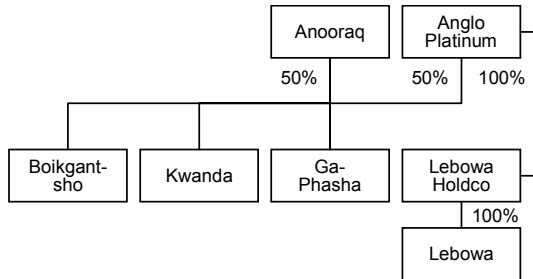 Anooraq
Anglo
Platinum
50%
50%
100%
Boikgant-
sho
Kwanda
Ga-
Phasha
Lebowa
Holdco
100%
Lebowa